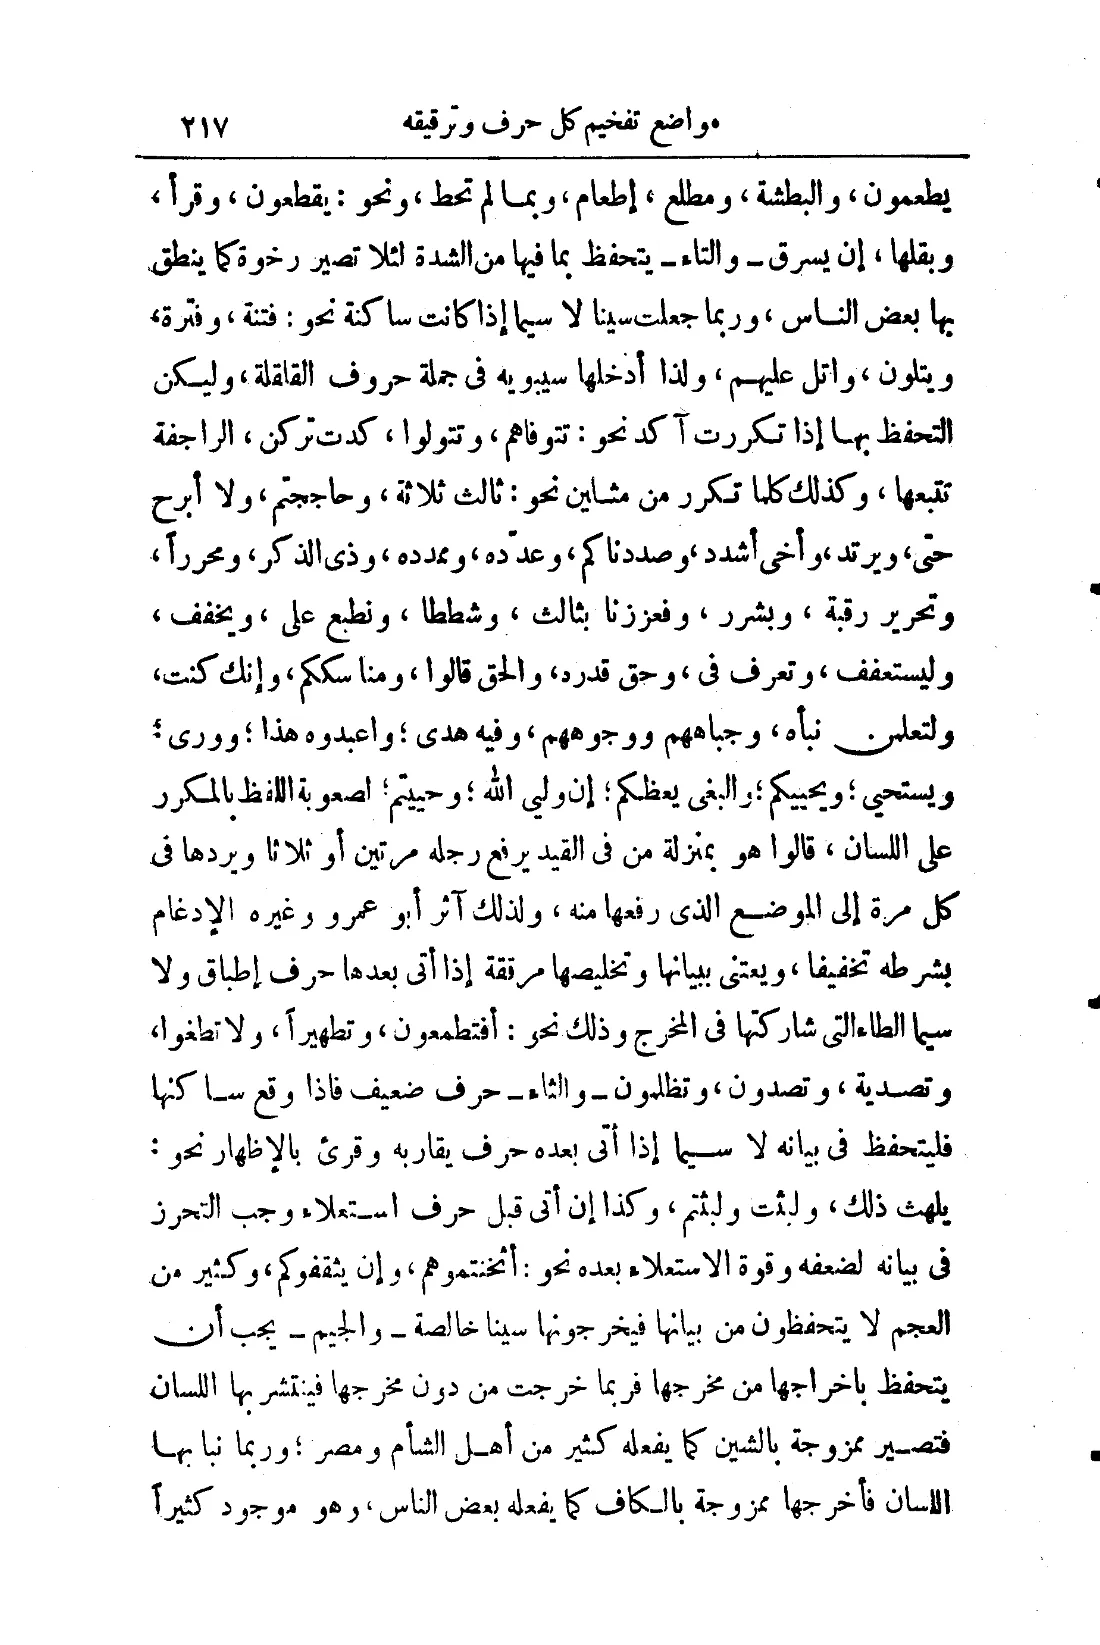 مواضع تفخيم كل حرف وترقيقه ٢١٧
يطعمون ، والبطشة ، ومطلع ، إطعام ، وبما لم تحط ، ونحو : يقطعون ، وقرأ ،
وبقلها ، إن يسرق ـ والتاء ـ يتحفظ بما فيها من الشدة لئلا تصير رخوة كما ينطق
بها بعض الناس ، وربما جعلت سينا لا سيما إذا كانت ساكنة نحو : فتنة ، وفترة ،
ويتلون ، واتل عليهم ، ولذا أدخلها سيبويه فى جملة حروف القلقلة ، وليكن
التحفظ بها إذا تكررت آكد نحو : تتوفاهم ، وتتولوا ، كدت تركن ، الراجفة
تتبعها ، وكذلك كلما تكرر من مثلين نحو : ثالث ثلاثة ، وحاججتم ، ولا أبرح
حتى ، ويرتد ، وأخى أشدد ، وصددناكم ، وعدّده ، وممدده ، وذى الذكر ، ومحرراً ،
وتحرير رقبة ، وبشرر ، وفعززنا بثالث ، وشططا ، ونطبع على ، ويخفف ،
وليستعفف ، وتعرف فى ، وحق قدره ، والحق قالوا ، ومناسككم ، وإنك كنت ،
ولتعلمن نبأه ، وجباههم ووجوههم ، وفيه هدى ؛ واعبدوه هذا ؛ وورى ؛
ويستحيي ؛ ويحييكم ؛ والبغى يعظكم ؛ إن وليي الله ؛ وحييتم ؛ لصعوبة اللفظ بالمكرر
على اللسان ، قالوا هو بمنزلة من فى القيد يرفع رجله مرتين أو ثلاثا ويردها فى
كل مرة إلى الموضع الذى رفعها منه ، ولذلك آثر أبو عمرو وغيره الإدغام
بشرطه تخفيفا ، ويعتنى ببيانها وتخليصها مرققة إذا أتى بعدها حرف إطباق ولا
سيما الطاء التى شاركتها فى المخرج وذلك نحو : أفتطمعون ، وتطهيراً ، ولا تطغوا ،
وتصدية ، وتصدون ، وتظلمون ـ والثاء ـ حرف ضعيف فاذا وقع ساكنها
فليتحفظ فى بيانه لا سيما إذا أتى بعده حرف يقاربه وقرئ بالإظهار نحو :
يلهث ذلك ، ولبثت ولبثتم ، وكذا إن أتى قبل حرف استعلاء وجب التحرز
فى بيانه لضعفه وقوة الاستعلاء بعده نحو : أثخنتموهم ، وإن يثقفوكم ، وكثير من
العجم لا يتحفظون من بيانها فيخرجونها سينا خالصة ـ والجيم ـ يجب أن
يتحفظ باخراجها من مخرجها فربما خرجت من دون مخرجها فينتشر بها اللسان
فتصير ممزوجة بالشين كما يفعله كثير من أهل الشأم ومصر ؛ وربما نبا بها
اللسان فأخرجها ممزوجة بالكاف كما يفعله بعض الناس ، وهو موجود كثيراً